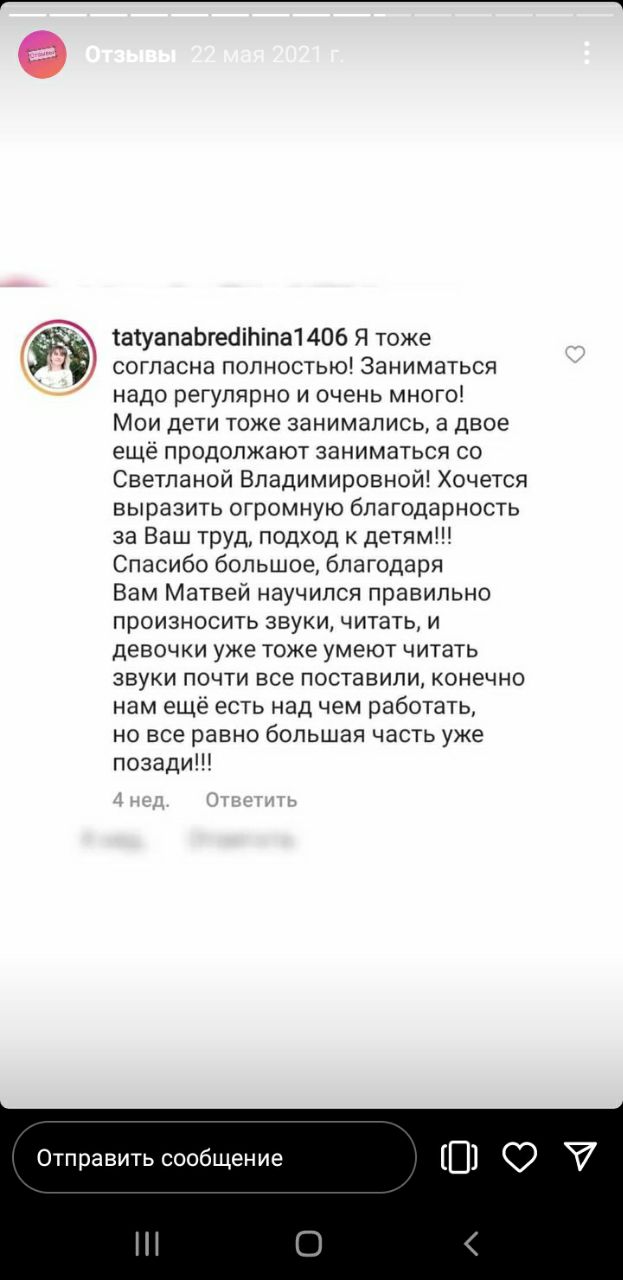 Отзывы 22 мая 2021 г.
tatyanabredihina1406 Я тоже
согласна полностью! Заниматься
надо регулярно и очень много!
Мои дети тоже занимались, а двое
ещё продолжают заниматься со
Светланой Владимировной! Хочется
выразить огромную благодарность
за Ваш труд, подход к детям!!!
Спасибо большое, благодаря
Вам Матвей научился правильно
произносить звуки, читать, и
девочки уже тоже умеют читать
звуки почти все поставили, конечно
нам ещё есть над чем работать,
но все равно большая часть уже
позади!!!
4 нед. Ответить
Отправить сообщение